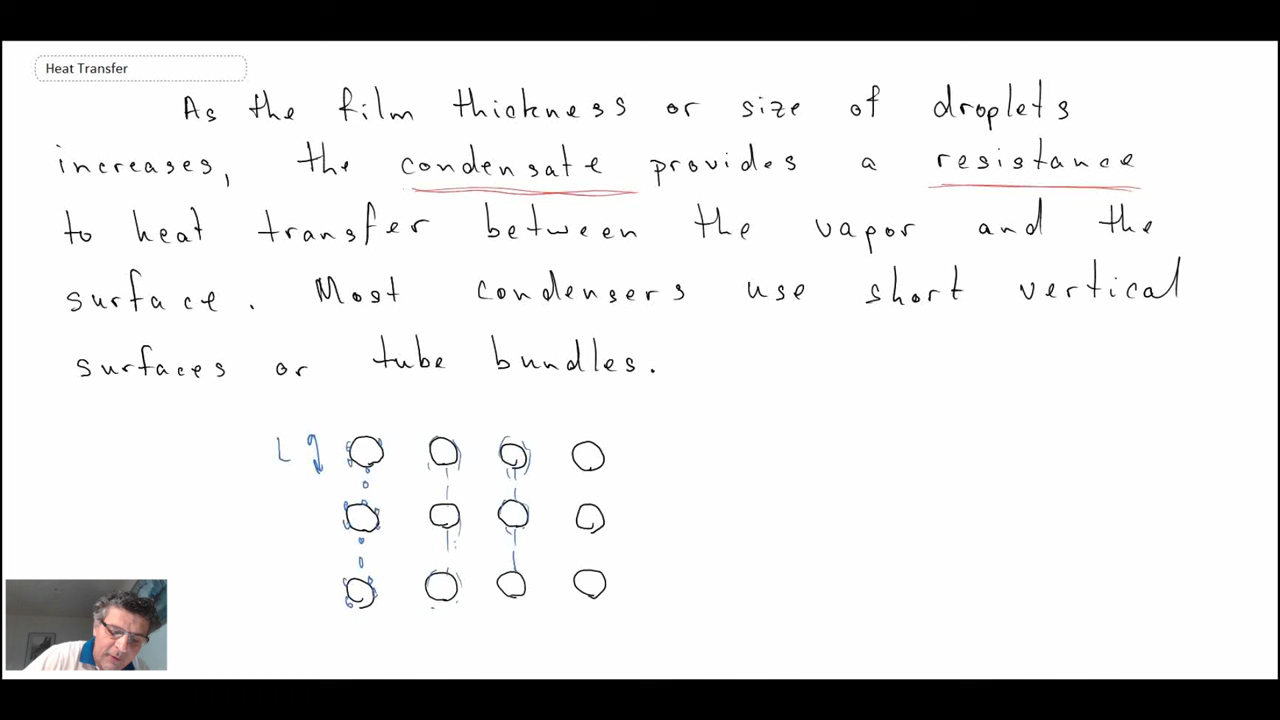 Heat Transfer
As the film thickness or size of droplets
increases, the condensate provides a resistance
to heat transfer between the vapor and the
surface. Most condensers use short vertical
surfaces or tube bundles.
L